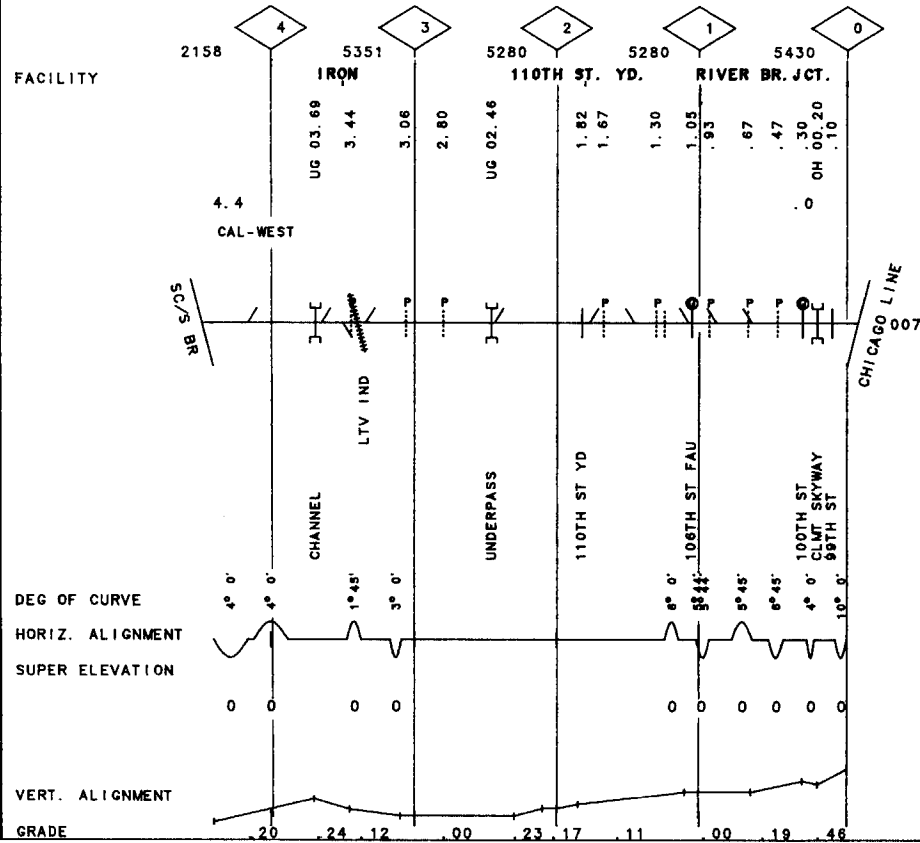 4 3 2 1 0
2158 5351 5280 5280 5430
FACILITY IRON 110TH ST. YD. RIVER BR. JCT.
UG 03.69
3.44
3.06
2.80
UG 02.46
1.82
1.67
1.30
1.05
.93
.67
.47
.30
OH 00.20
.10
4.4 .0
CAL-WEST
SC/S BR
P P P P P P P
CHICAGO LINE
007
LTV IND
CHANNEL
UNDERPASS
110TH ST YD
106TH ST FAU
100TH ST
CLMT SKYWAY
99TH ST
DEG OF CURVE 4° 0' 4° 0' 1° 45' 3° 0' 6° 0' 5° 44' 5° 45' 6° 45' 4° 0' 10° 0'
HORIZ. ALIGNMENT
SUPER ELEVATION
0 0 0 0 0 0 0 0 0 0
VERT. ALIGNMENT
GRADE .20 .24 .12 .00 .23 .17 .11 .00 .19 .46